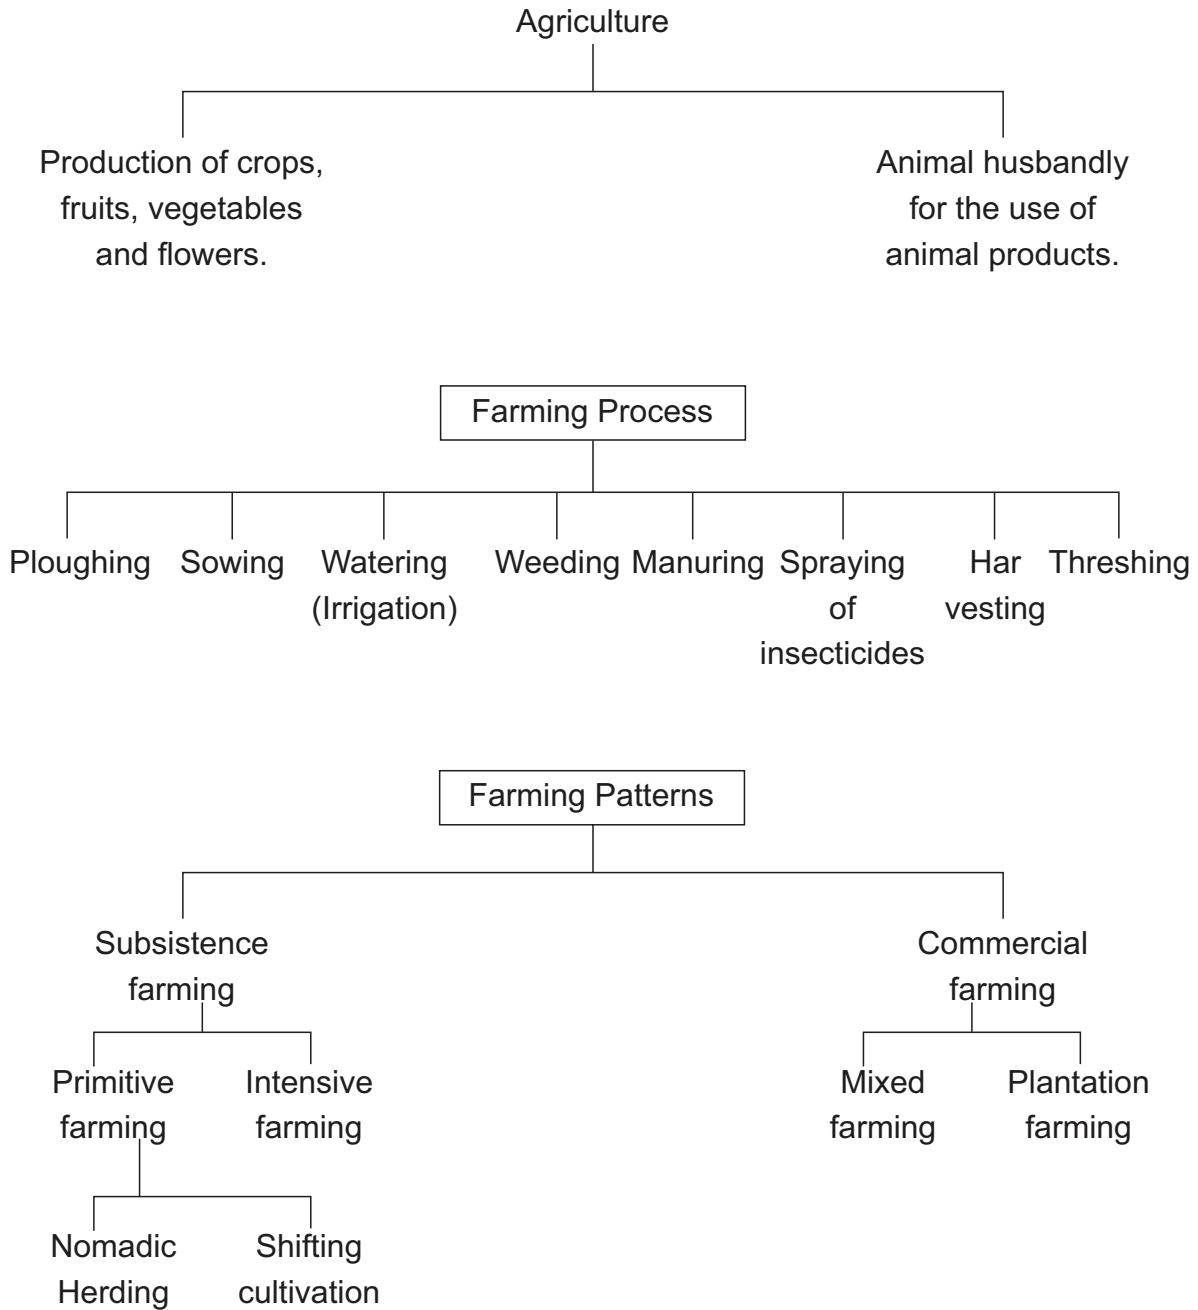 Agriculture
Production of crops,
fruits, vegetables
and flowers.
Animal husbandly
for the use of
animal products.
Farming Process
Ploughing
Sowing
Watering
(Irrigation)
Weeding
Manuring
Spraying
of
insecticides
Har
vesting
Threshing
Farming Patterns
Subsistence
farming
Commercial
farming
Primitive
farming
Intensive
farming
Mixed
farming
Plantation
farming
Nomadic
Herding
Shifting
cultivation